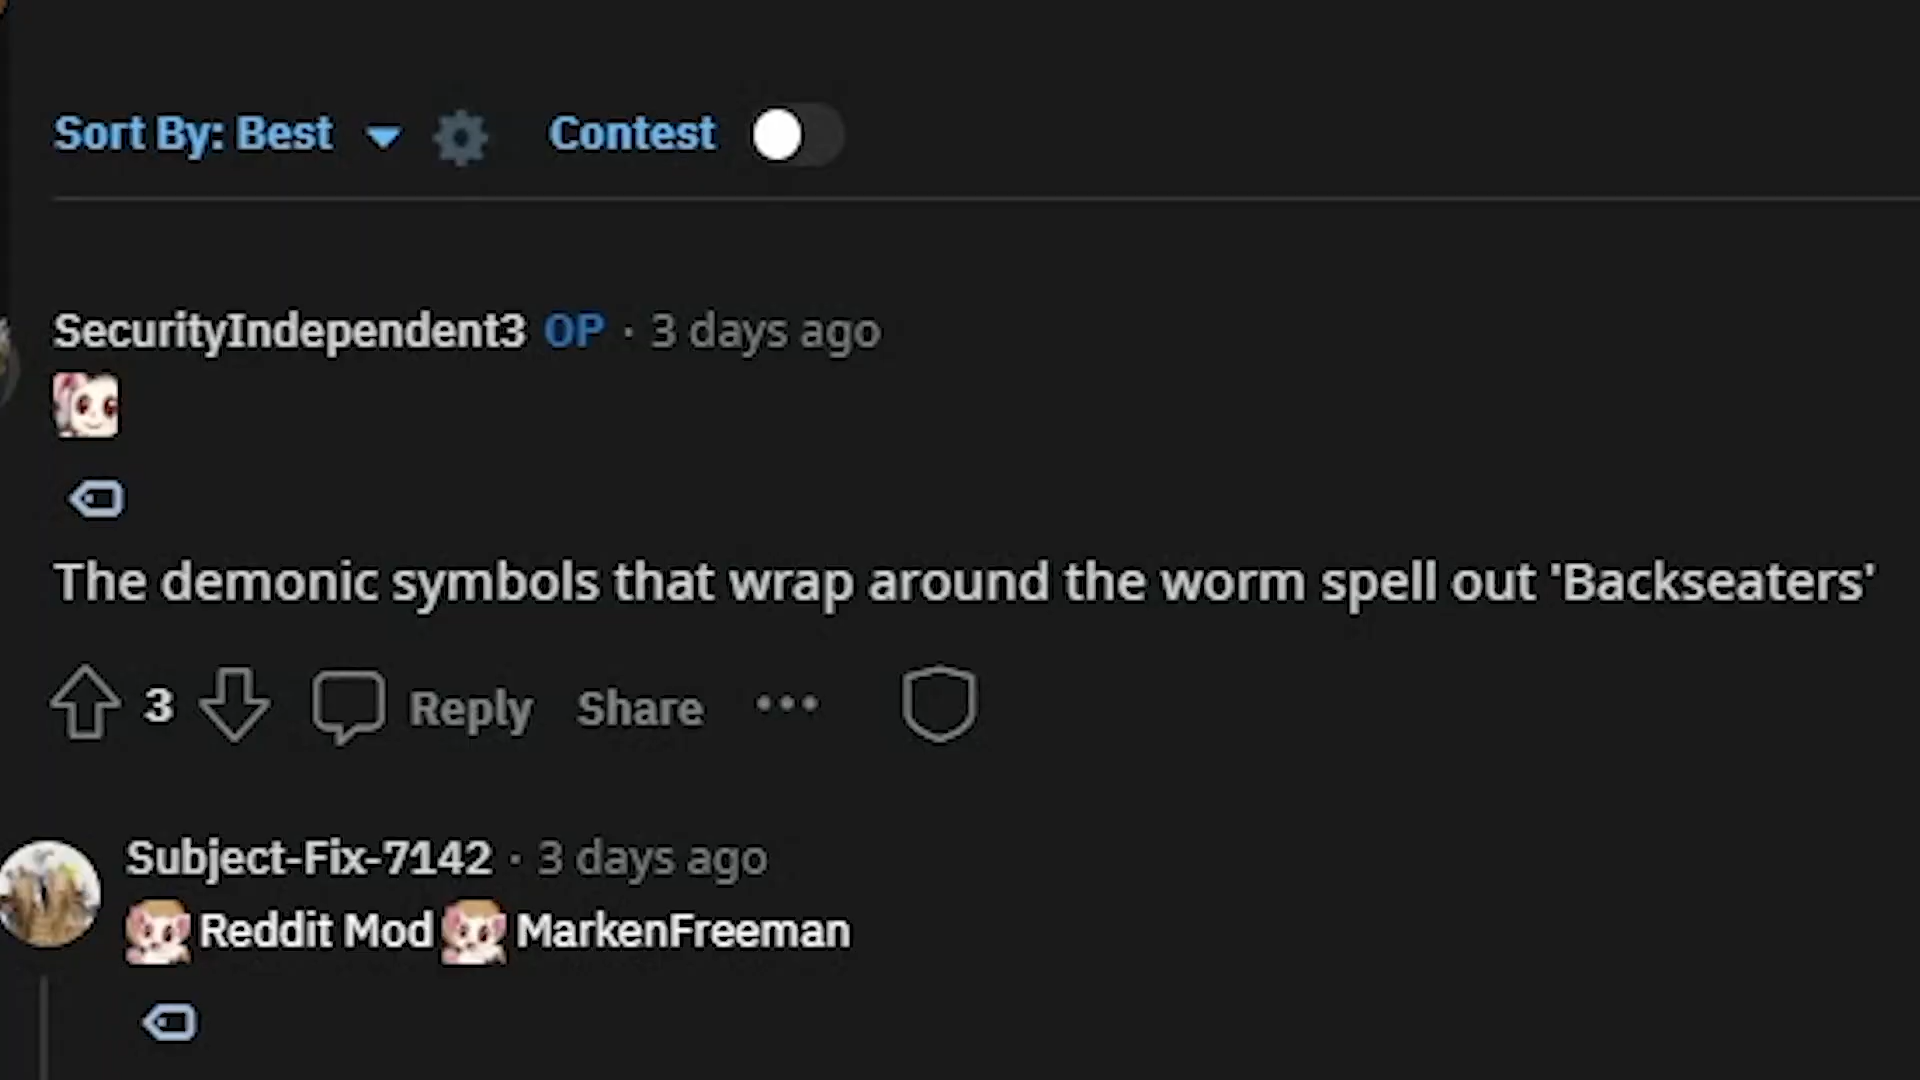 Sort By: Best Contest
SecurityIndependent3 OP · 3 days ago
The demonic symbols that wrap around the worm spell out 'Backseaters'
3 Reply Share ···
Subject-Fix-7142 · 3 days ago
Reddit Mod MarkenFreeman